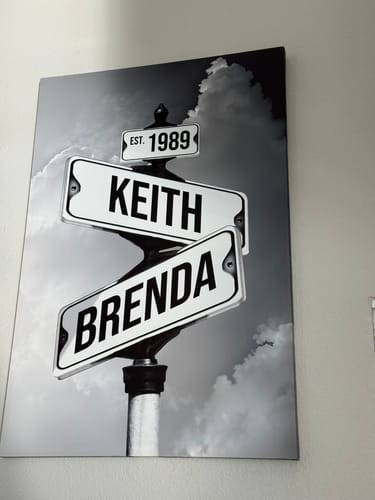 EST. 1989
KEITH
BRENDA